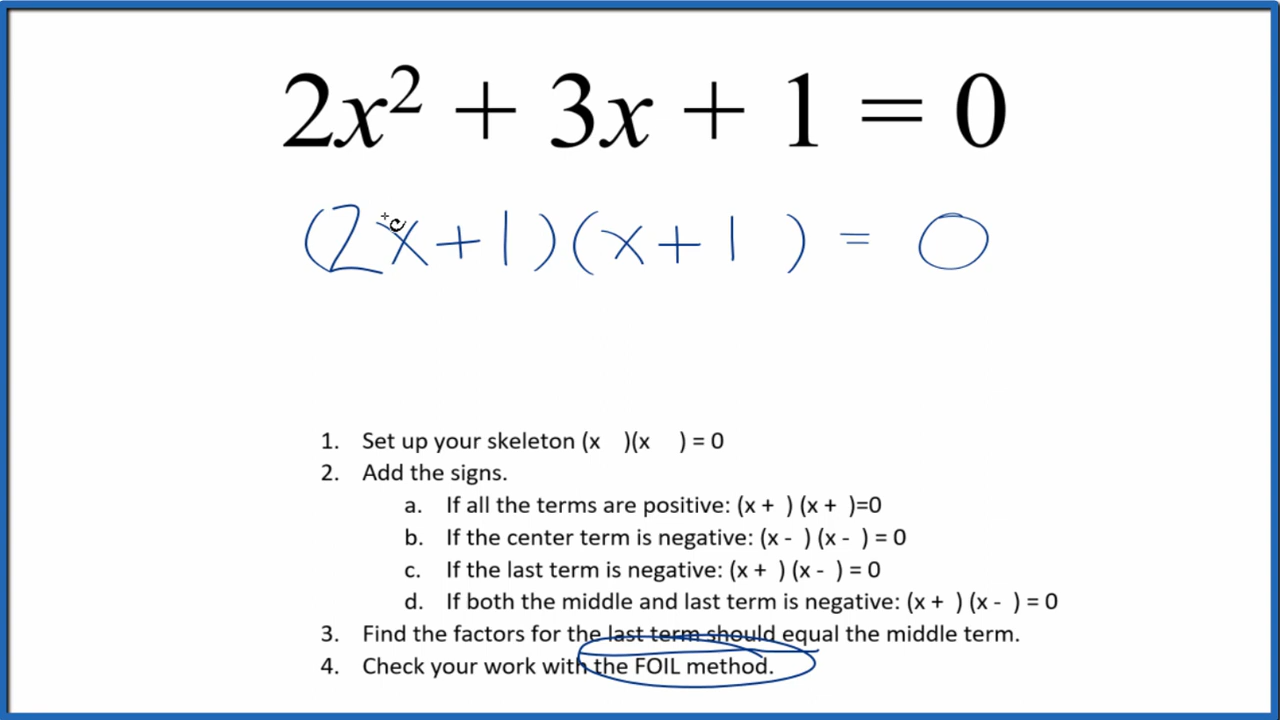 2x² + 3x + 1 = 0
(2x+1)(x+1 ) = 0
1. Set up your skeleton (x )(x ) = 0
2. Add the signs.
a. If all the terms are positive: (x + ) (x + )=0
b. If the center term is negative: (x - ) (x - ) = 0
c. If the last term is negative: (x + ) (x - ) = 0
d. If both the middle and last term is negative: (x + ) (x - ) = 0
3. Find the factors for the last term should equal the middle term.
4. Check your work with the FOIL method.